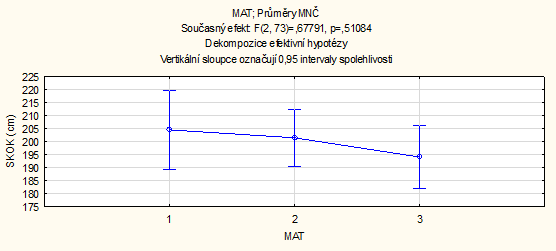 MAT; Průměry MNČ
Současný efekt: F(2, 73)=,67791, p=,51084
Dekompozice efektivní hypotézy
Vertikální sloupce označují 0,95 intervaly spolehlivosti
225
220
215
210
205
200
195
190
185
180
175
SKOK (cm)
1 2 3
MAT